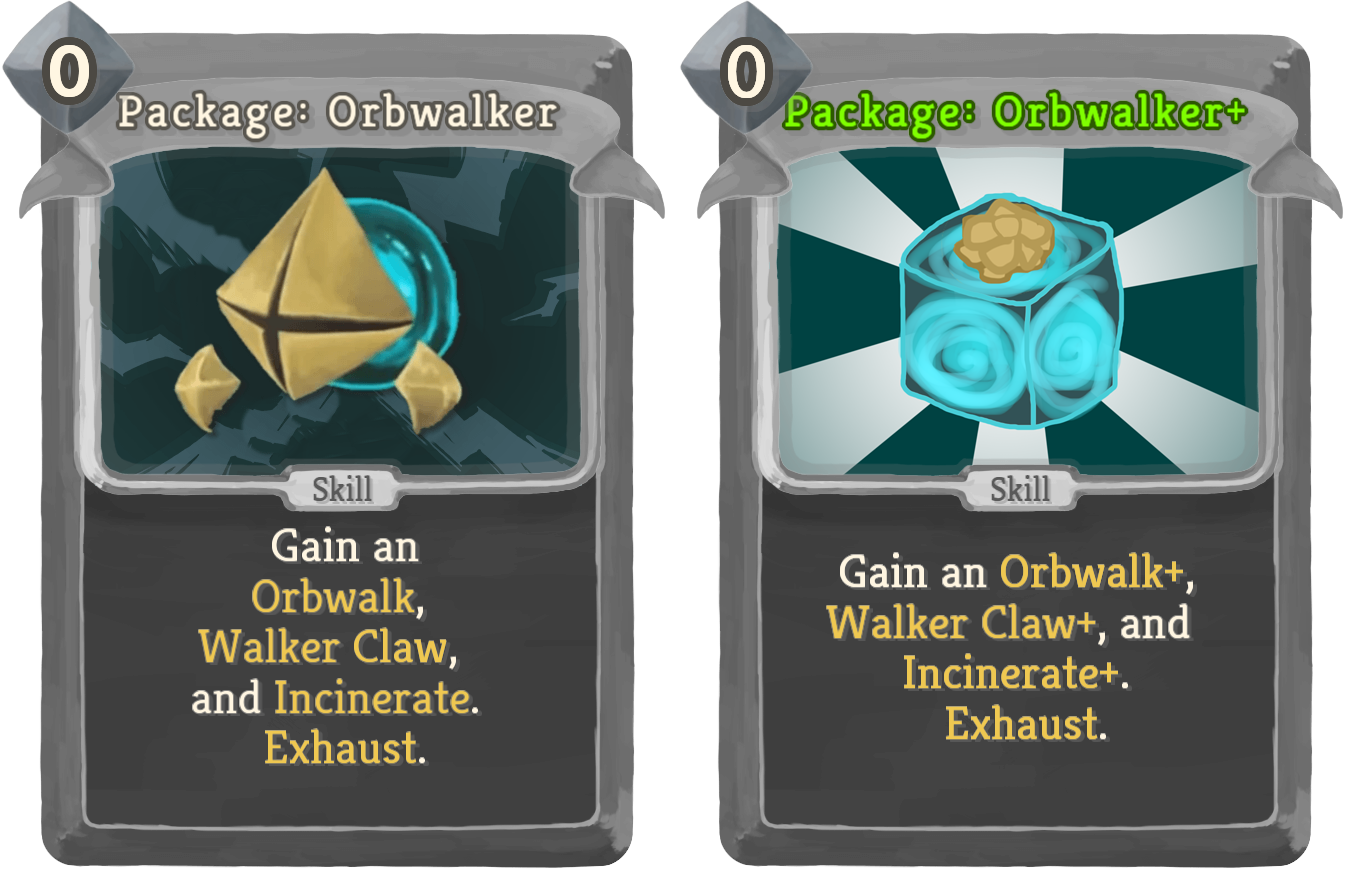 0
Package: Orbwalker
Skill
Gain an
Orbwalk,
Walker Claw,
and Incinerate.
Exhaust.
0
Package: Orbwalker+
Skill
Gain an Orbwalk+,
Walker Claw+, and
Incinerate+.
Exhaust.